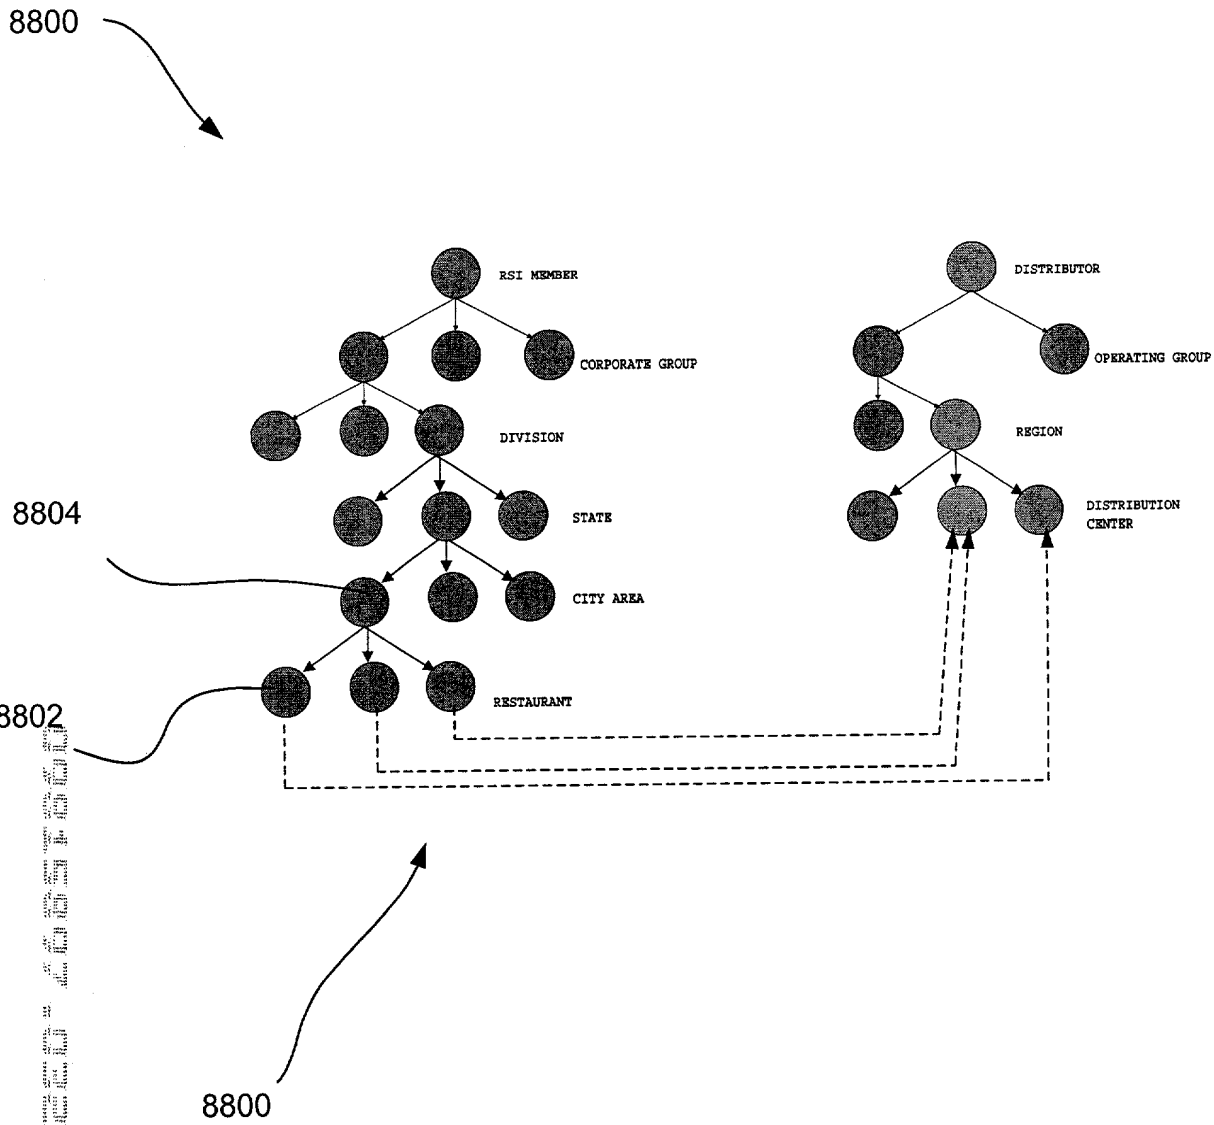 8800
RSI MEMBER
DISTRIBUTOR
CORPORATE GROUP
OPERATING GROUP
DIVISION
REGION
8804
STATE
DISTRIBUTION
CENTER
CITY AREA
RESTAURANT
8802
8800